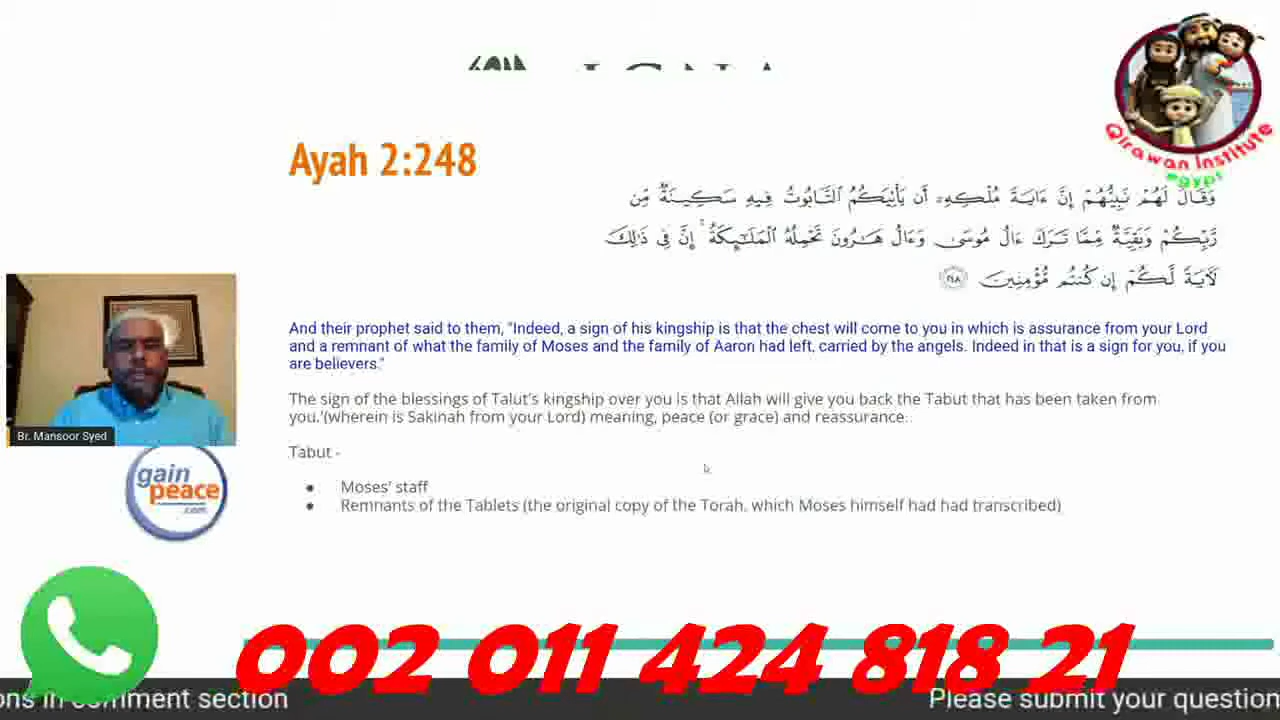 Qirawan Institute
egypt
Ayah 2:248
وَقَالَ لَهُمْ نَبِيُّهُمْ إِنَّ ءَايَةَ مُلْكِهِۦٓ أَن يَأْتِيَكُمُ ٱلتَّابُوتُ فِيهِ سَكِينَةٌ مِّن
رَّبِّكُمْ وَبَقِيَّةٌ مِّمَّا تَرَكَ ءَالُ مُوسَىٰ وَءَالُ هَـٰرُونَ تَحْمِلُهُ ٱلْمَلَـٰٓئِكَةُ ۚ إِنَّ فِى ذَٰلِكَ
لَـَٔايَةً لَّكُمْ إِن كُنتُم مُّؤْمِنِينَ ٢٤٨
And their prophet said to them, "Indeed, a sign of his kingship is that the chest will come to you in which is assurance from your Lord
and a remnant of what the family of Moses and the family of Aaron had left, carried by the angels. Indeed in that is a sign for you, if you
are believers."
The sign of the blessings of Talut's kingship over you is that Allah will give you back the Tabut that has been taken from
you.'(wherein is Sakinah from your Lord) meaning, peace (or grace) and reassurance.
Br. Mansoor Syed
gain
peace
.com
Tabut -
● Moses' staff
● Remnants of the Tablets (the original copy of the Torah, which Moses himself had had transcribed)
002 011 424 818 21
ons in comment section Please submit your question